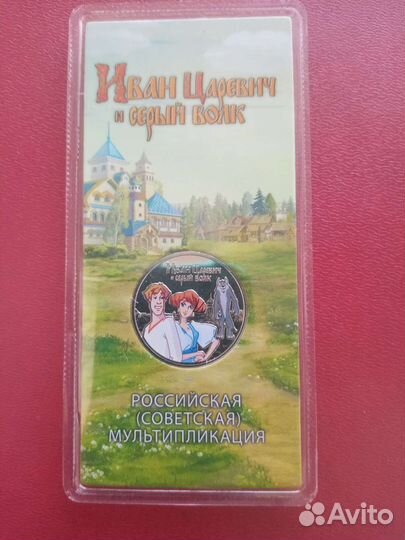 Иван Царевич
и серый волк
Иван Царевич
и серый волк
РОССИЙСКАЯ
(СОВЕТСКАЯ)
МУЛЬТИПЛИКАЦИЯ
Avito